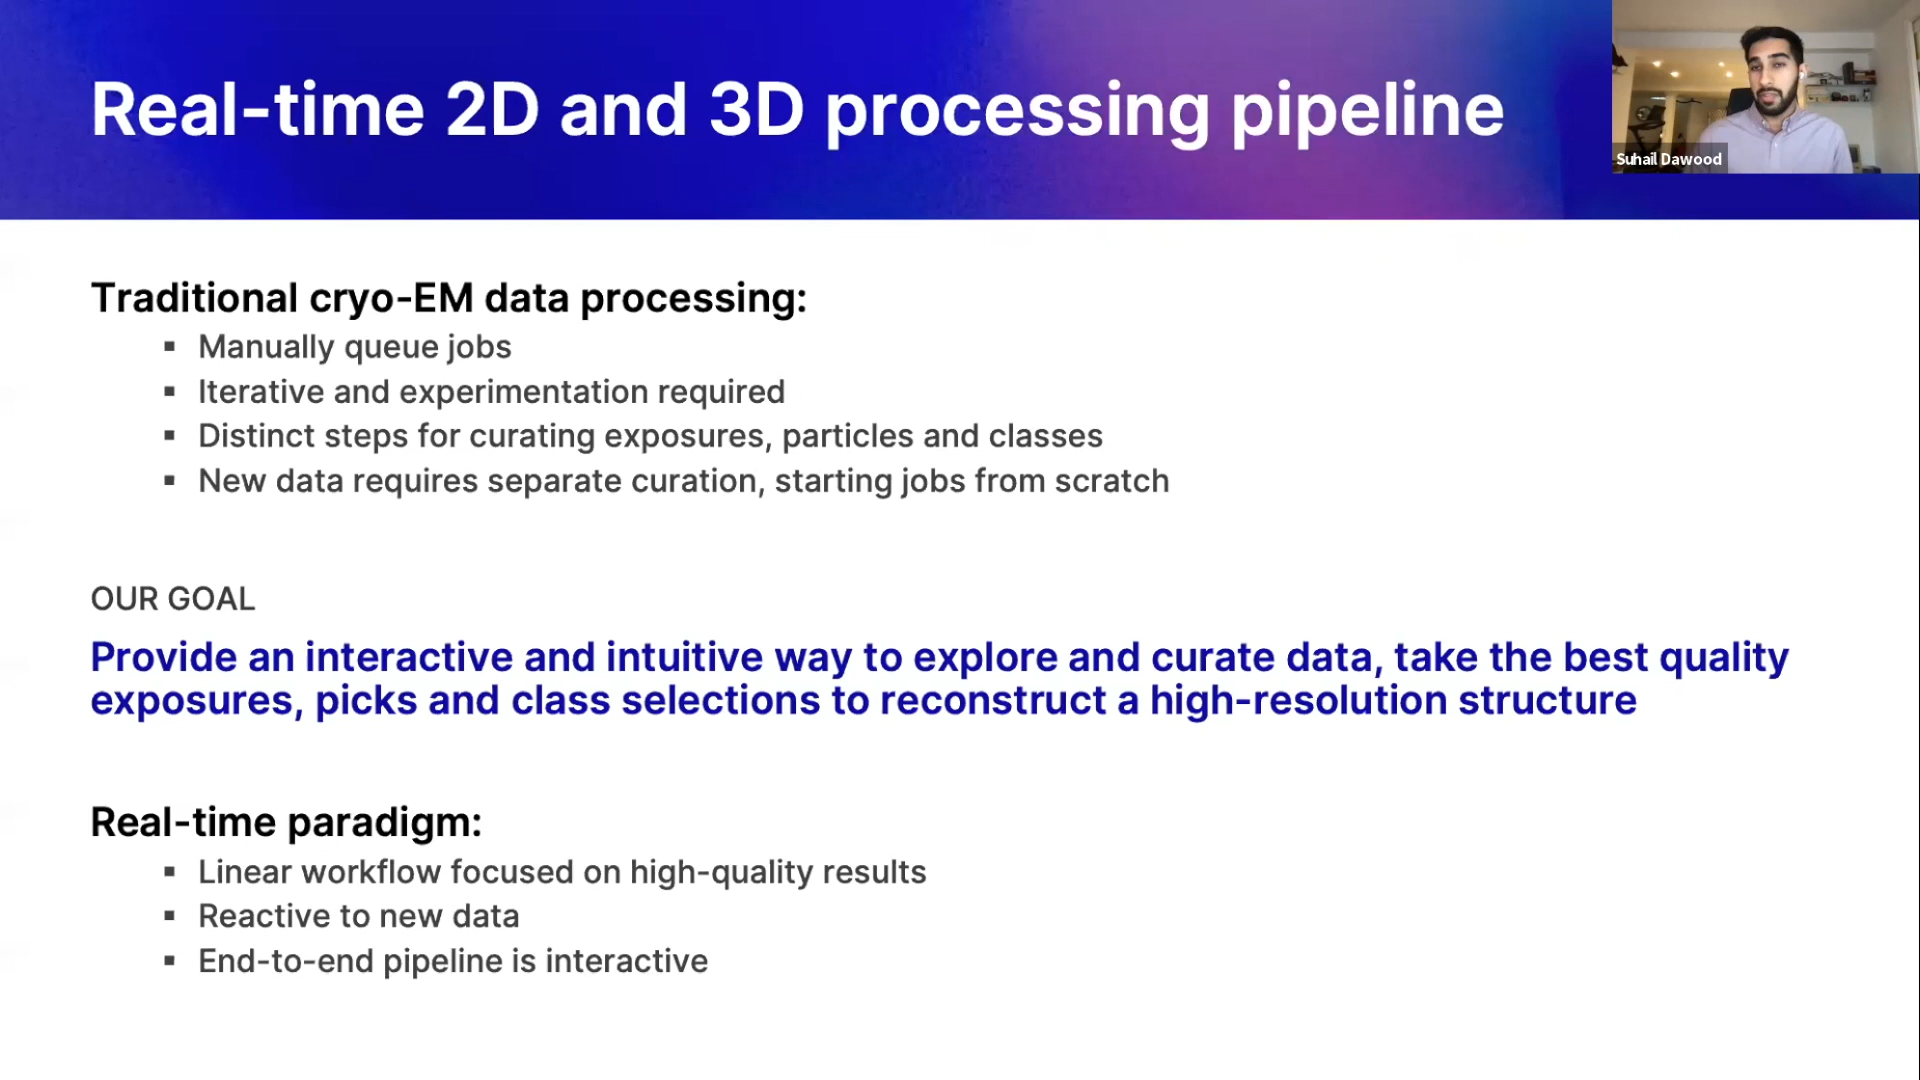 Real-time 2D and 3D processing pipeline
Suhail Dawood
Traditional cryo-EM data processing:
▪ Manually queue jobs
▪ Iterative and experimentation required
▪ Distinct steps for curating exposures, particles and classes
▪ New data requires separate curation, starting jobs from scratch
OUR GOAL
Provide an interactive and intuitive way to explore and curate data, take the best quality
exposures, picks and class selections to reconstruct a high-resolution structure
Real-time paradigm:
▪ Linear workflow focused on high-quality results
▪ Reactive to new data
▪ End-to-end pipeline is interactive